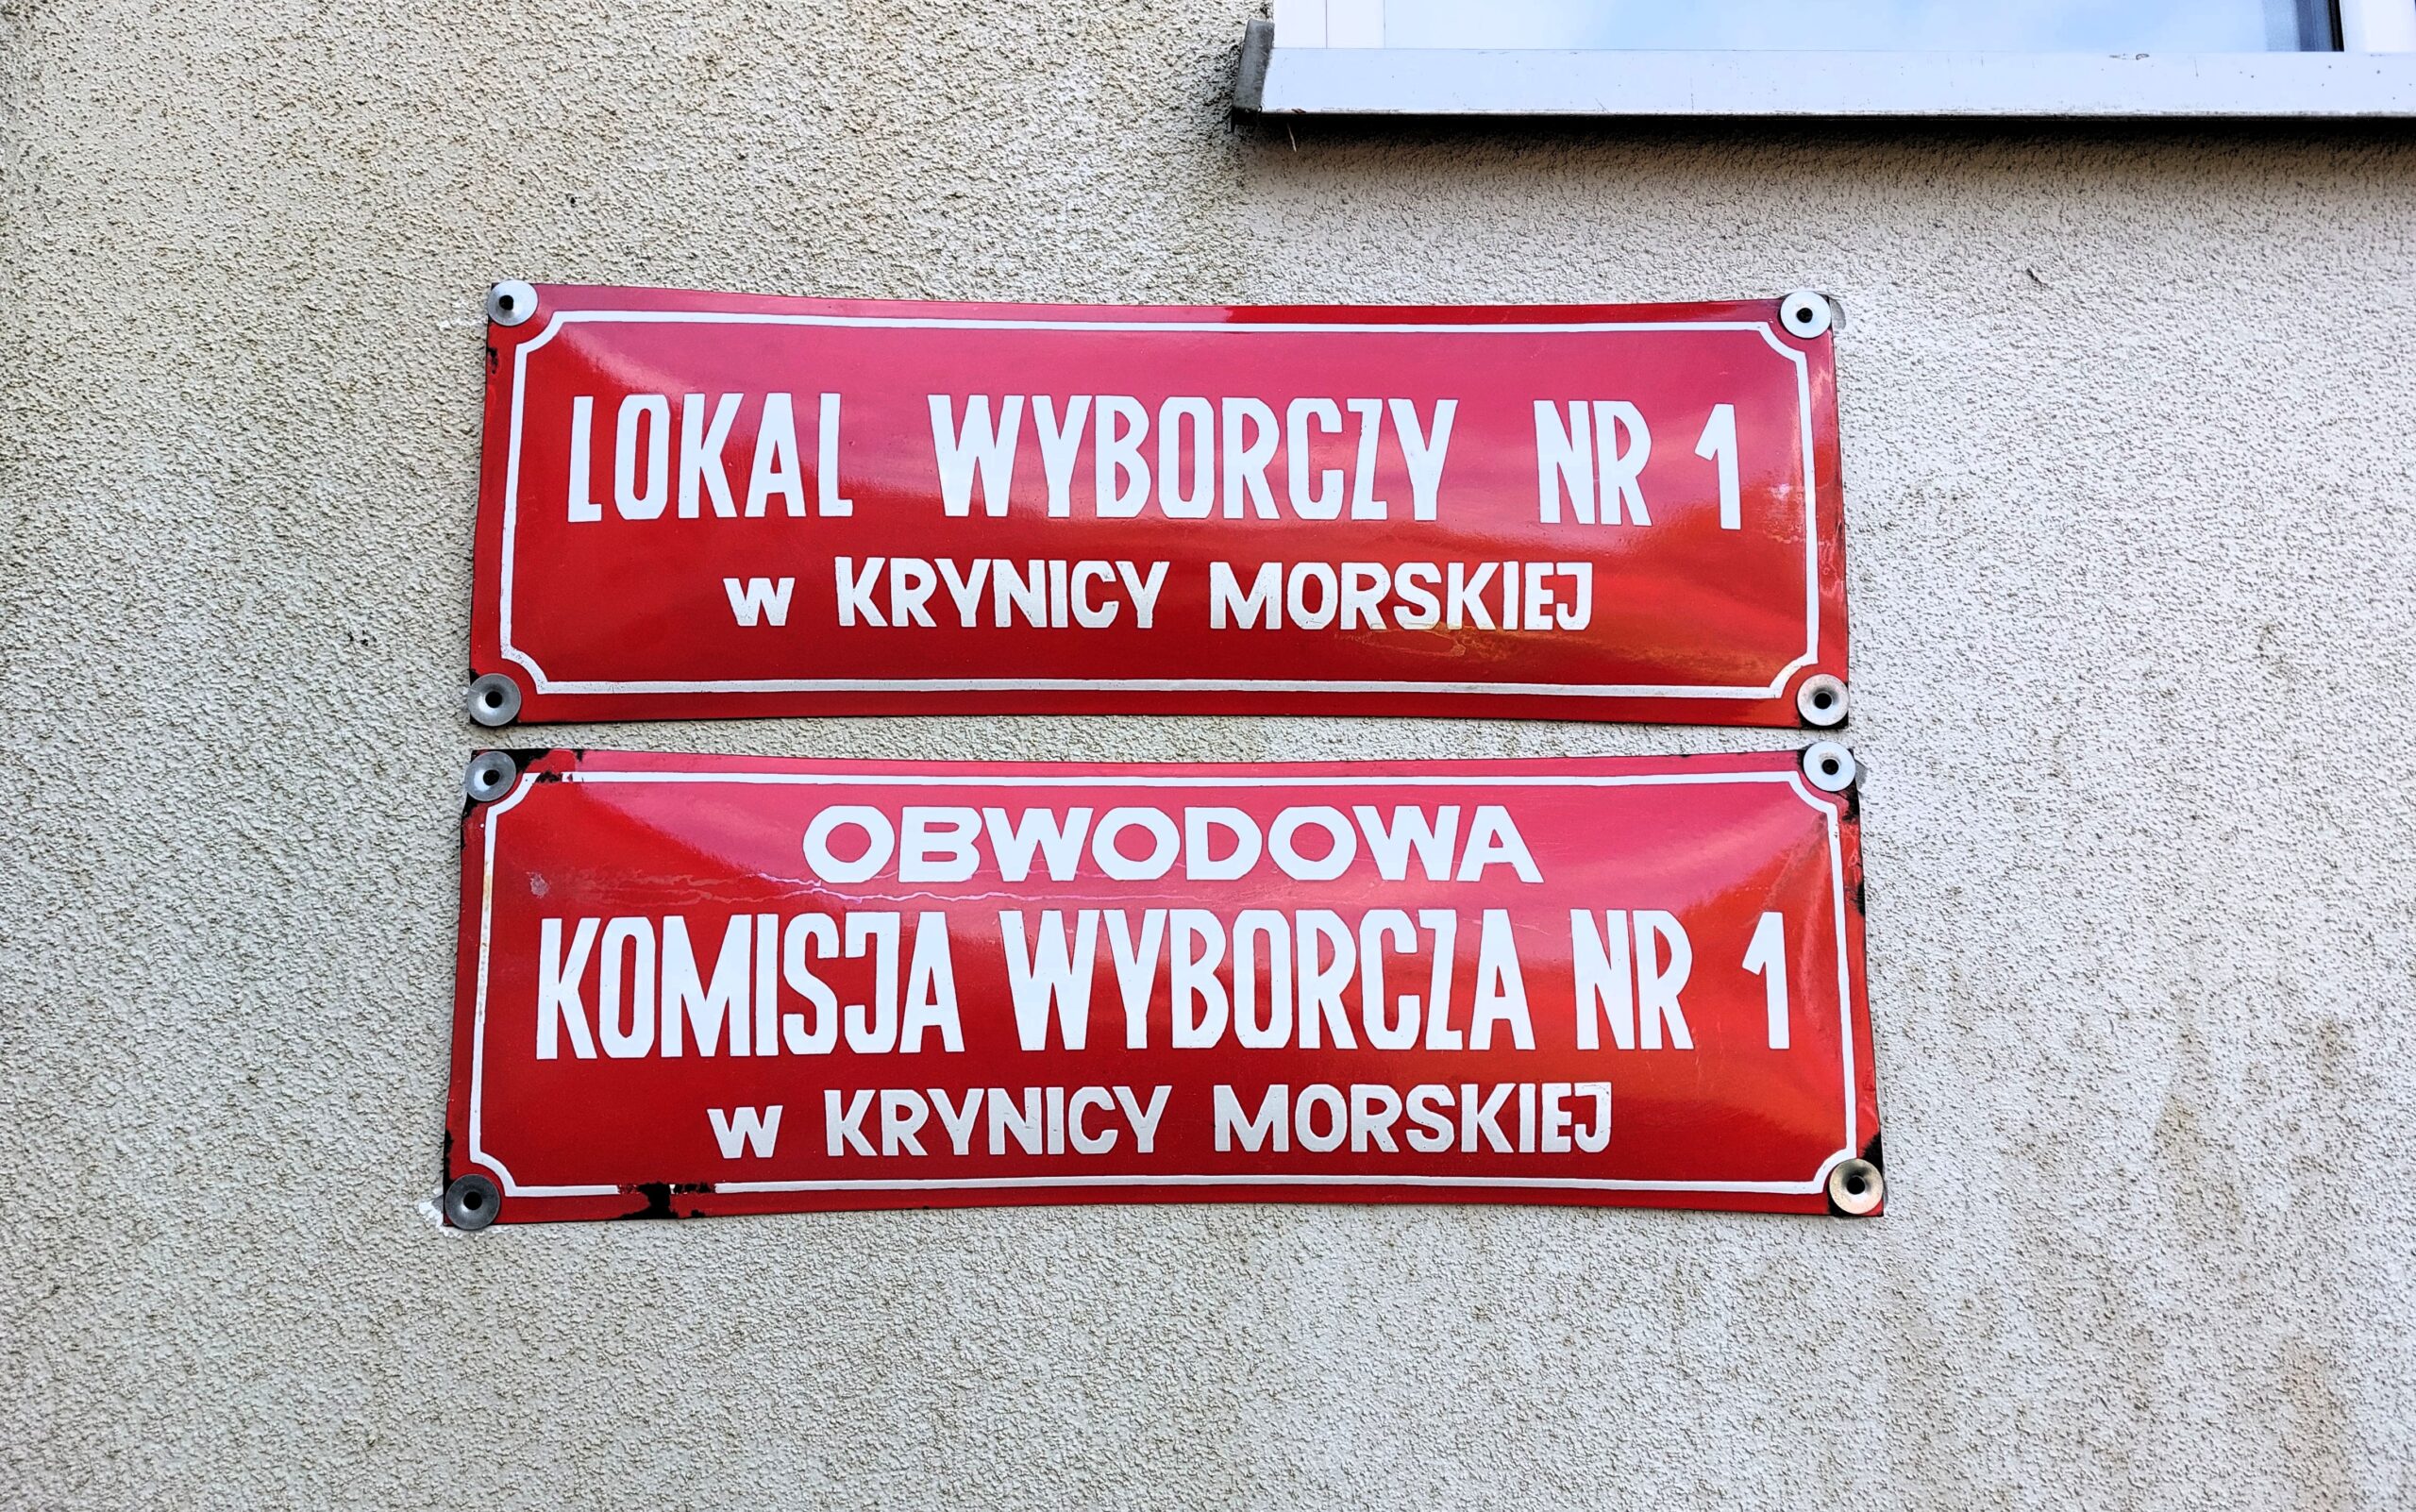 LOKAL WYBORCZY NR 1
w KRYNICY MORSKIEJ
OBWODOWA
KOMISJA WYBORCZA NR 1
w KRYNICY MORSKIEJ